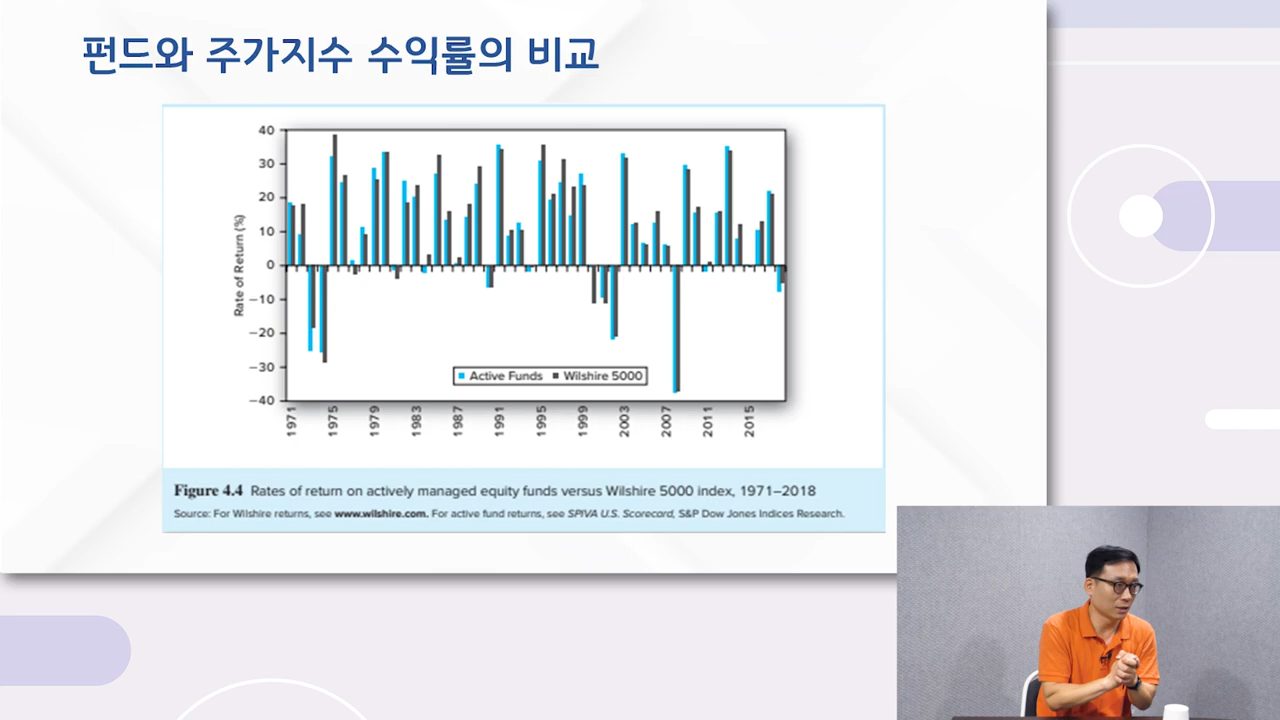 펀드와 주가지수 수익률의 비교
40
30
20
10
0
−10
−20
−30
−40
Rate of Return (%)
Active Funds Wilshire 5000
1971 1975 1979 1983 1987 1991 1995 1999 2003 2007 2011 2015
Figure 4.4 Rates of return on actively managed equity funds versus Wilshire 5000 index, 1971–2018
Source: For Wilshire returns, see www.wilshire.com. For active fund returns, see SPIVA U.S. Scorecard, S&P Dow Jones Indices Research.